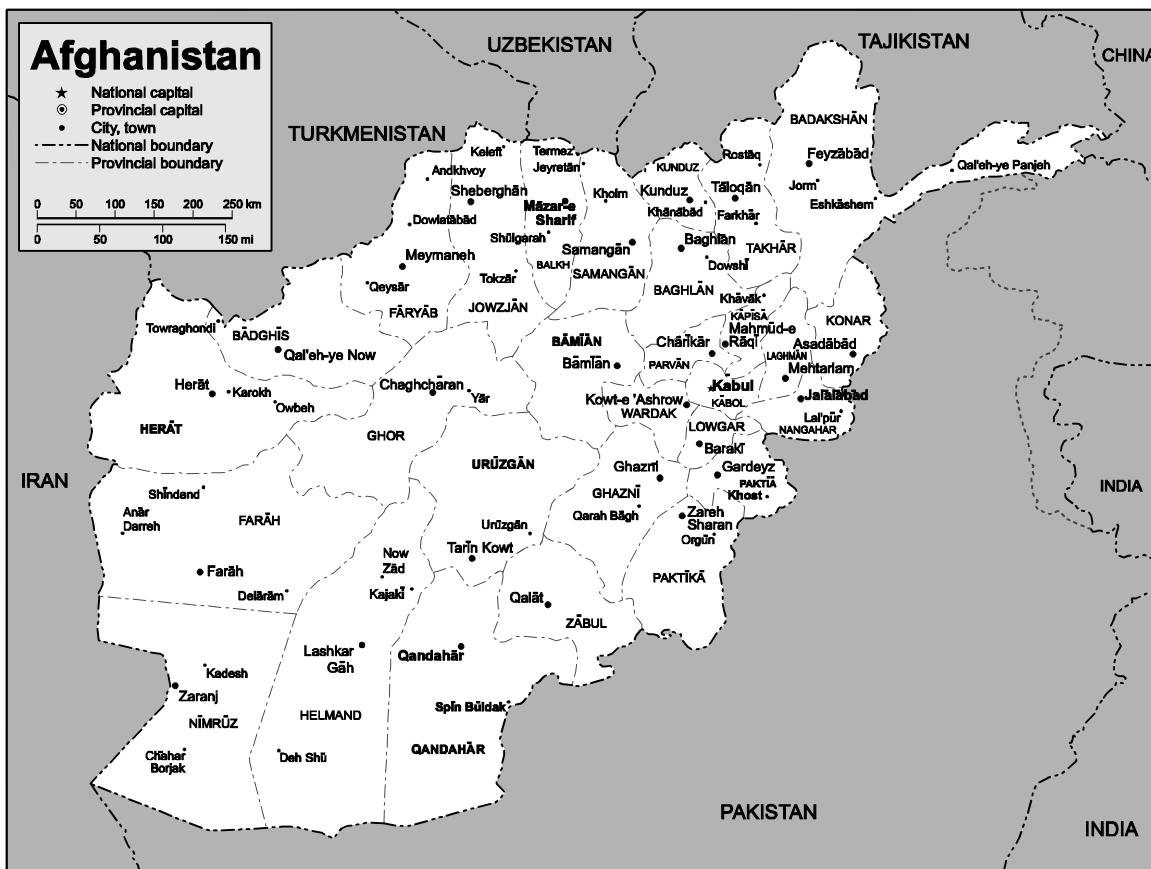 Afghanistan
National capital
Provincial capital
City, town
National boundary
Provincial boundary
0 50 100 150 200 250 km
0 50 100 150 mi
UZBEKISTAN
TAJIKISTAN
CHINA
TURKMENISTAN
BADAKSHĀN
Keleft
Termez
Jeyretān
KUNDUZ
Rostāq
Feyzābād
Qal'eh-ye Panjeh
Andkhvoy
Sheberghān
Māzar-e
Sharif
Kholm
Kunduz
Khānābād
Tāloqān
Jorm
Eshkāshem
Dowlatābād
Farkhār
Shūlgarah
Samangān
Baghlān
TAKHĀR
Meymaneh
Dowshī
Qeysār
Tokzār
BALKH
SAMANGĀN
BAGHLĀN
FĀRYĀB
JOWZJĀN
Khāvāk
KĀPĪSĀ
KONAR
Towraghondi
BĀDGHĪS
Qal'eh-ye Now
BĀMĪĀN
Mahmūd-e
Rāqī
Chārīkār
Asadābād
LAGHMĀN
Bāmīān
PARVĀN
Mehtarlam
Herāt
Karokh
Owbeh
Chaghcharan
Yār
Kabul
KĀBOL
Jalālābād
Kowt-e 'Ashrow
WARDAK
Lal'pūr
NANGAHAR
HERĀT
GHOR
LOWGAR
Barakī
URŪZGĀN
Ghaznī
Gardeyz
IRAN
PAKTĪĀ
Khost
INDIA
Shīndand
GHAZNĪ
Anār
Darreh
FARĀH
Qarah Bāgh
Zareh
Sharan
Orgūn
Urūzgān
Tarīn Kowt
Now
Zād
Farāh
PAKTĪKĀ
Delārām
Kajakī
Qalāt
ZĀBUL
Lashkar
Gāh
Qandahār
Kadesh
Zaranj
Spīn Būldak
NĪMRŪZ
HELMAND
Chahar
Borjak
Deh Shū
QANDAHĀR
PAKISTAN
INDIA